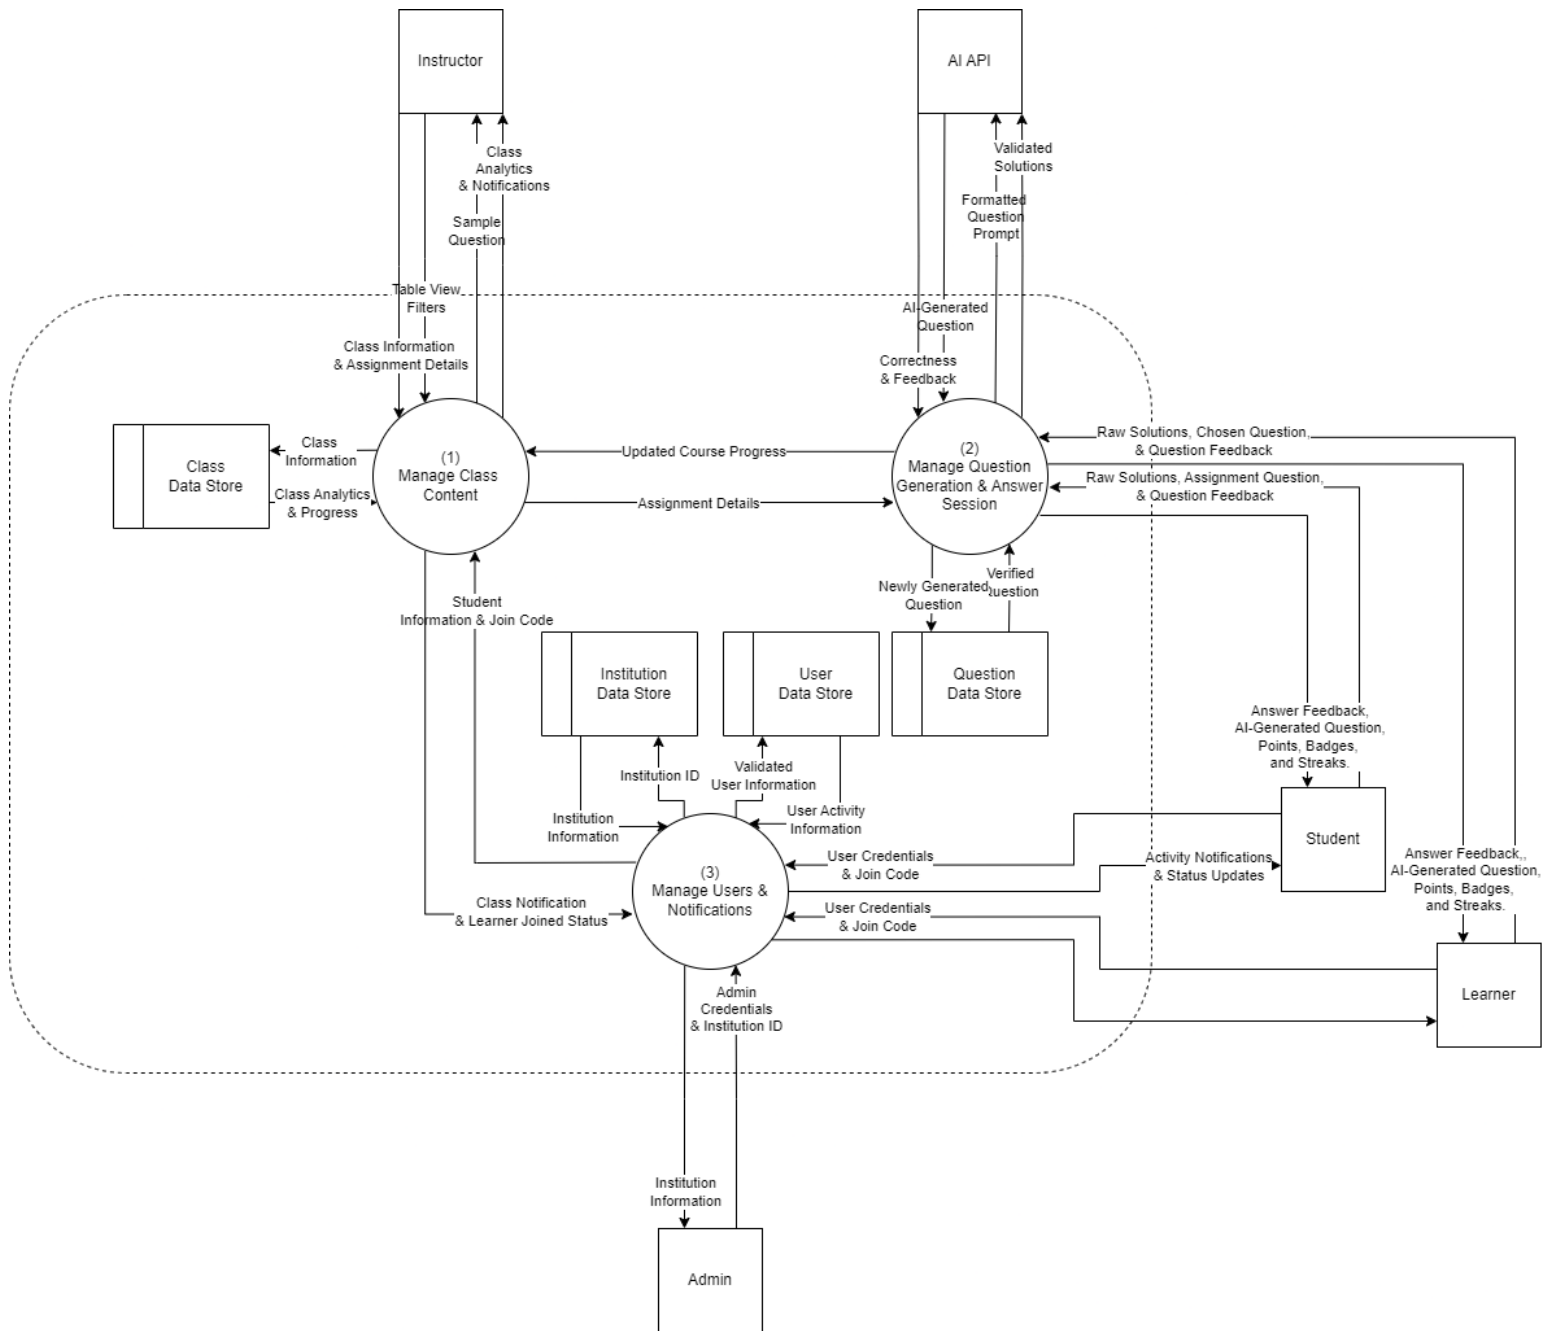 Instructor
AI API
Class
Analytics
& Notifications
Validated
Solutions
Sample
Question
Formatted
Question
Prompt
Table View
Filters
AI-Generated
Question
Class Information
& Assignment Details
Correctness
& Feedback
Class
Data Store
Class
Information
Class Analytics
& Progress
(1)
Manage Class
Content
Updated Course Progress
Assignment Details
(2)
Manage Question
Generation & Answer
Session
Raw Solutions, Chosen Question,
& Question Feedback
Raw Solutions, Assignment Question,
& Question Feedback
Newly Generated
Question
Verified
Question
Student
Information & Join Code
Institution
Data Store
User
Data Store
Question
Data Store
Institution ID
Validated
User Information
Institution
Information
User Activity
Information
Answer Feedback,
AI-Generated Question,
Points, Badges,
and Streaks.
Student
User Credentials
& Join Code
Activity Notifications
& Status Updates
(3)
Manage Users &
Notifications
Class Notification
& Learner Joined Status
User Credentials
& Join Code
Answer Feedback,,
AI-Generated Question,
Points, Badges,
and Streaks.
Learner
Admin
Credentials
& Institution ID
Institution
Information
Admin